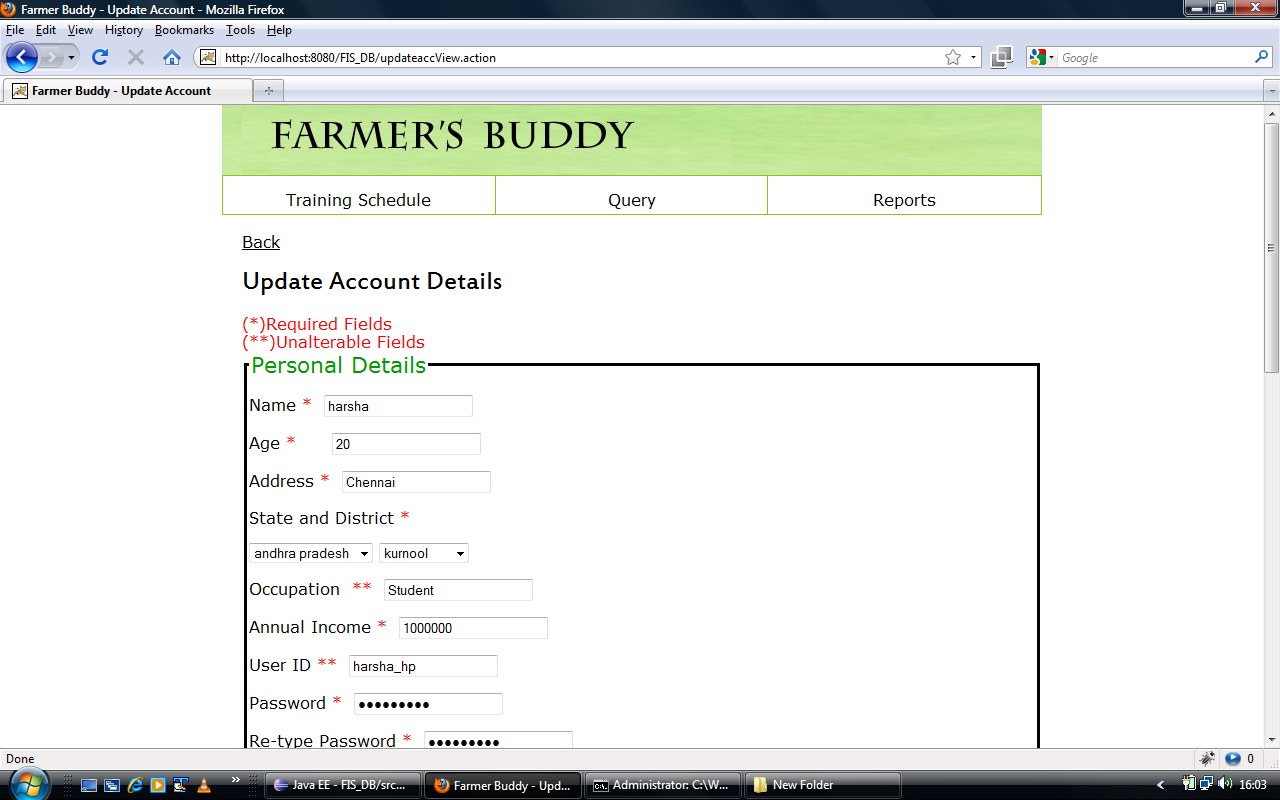 Farmer Buddy - Update Account - Mozilla Firefox
File Edit View History Bookmarks Tools Help
http://localhost:8080/FIS_DB/updateaccView.action
Google
Farmer Buddy - Update Account
FARMER'S BUDDY
Training Schedule Query Reports
Back
Update Account Details
(*)Required Fields
(**)Unalterable Fields
Personal Details
Name * harsha
Age * 20
Address * Chennai
State and District *
andhra pradesh kurnool
Occupation ** Student
Annual Income * 1000000
User ID ** harsha_hp
Password * •••••••••
Re-type Password * •••••••••
Done 0
Java EE - FIS_DB/src... Farmer Buddy - Upd... Administrator: C:\W... New Folder 16:03